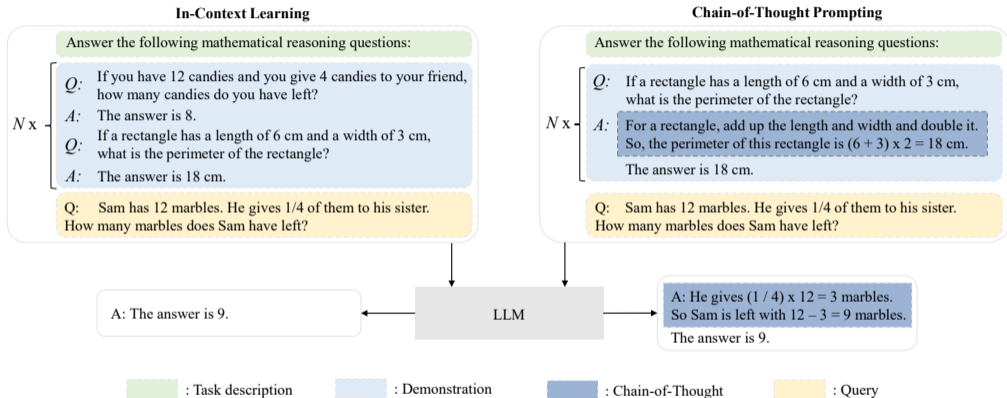 In-Context Learning
Answer the following mathematical reasoning questions:
N x
Q: If you have 12 candies and you give 4 candies to your friend,
how many candies do you have left?
A: The answer is 8.
Q: If a rectangle has a length of 6 cm and a width of 3 cm,
what is the perimeter of the rectangle?
A: The answer is 18 cm.
Q: Sam has 12 marbles. He gives 1/4 of them to his sister.
How many marbles does Sam have left?
Chain-of-Thought Prompting
Answer the following mathematical reasoning questions:
N x
Q: If a rectangle has a length of 6 cm and a width of 3 cm,
what is the perimeter of the rectangle?
A: For a rectangle, add up the length and width and double it.
So, the perimeter of this rectangle is (6 + 3) x 2 = 18 cm.
The answer is 18 cm.
Q: Sam has 12 marbles. He gives 1/4 of them to his sister.
How many marbles does Sam have left?
A: The answer is 9.
LLM
A: He gives (1 / 4) x 12 = 3 marbles.
So Sam is left with 12 – 3 = 9 marbles.
The answer is 9.
: Task description
: Demonstration
: Chain-of-Thought
: Query